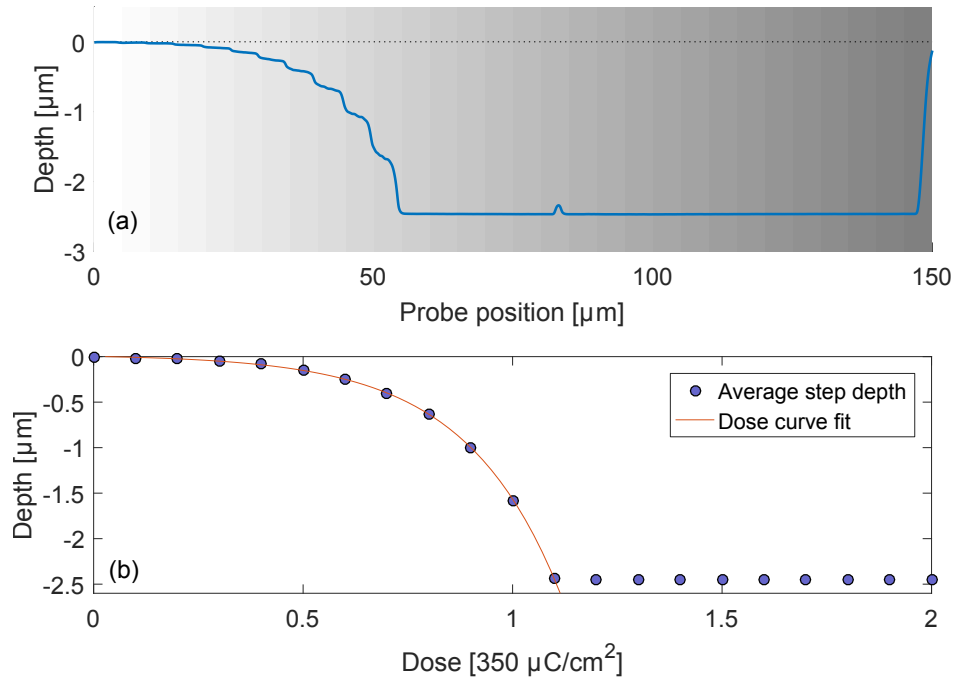 0
-1
-2
-3
Depth [µm]
(a)
0
50
100
150
Probe position [µm]
0
-0.5
-1
-1.5
-2
-2.5
Depth [µm]
Average step depth
Dose curve fit
(b)
0
0.5
1
1.5
2
Dose [350 µC/cm²]